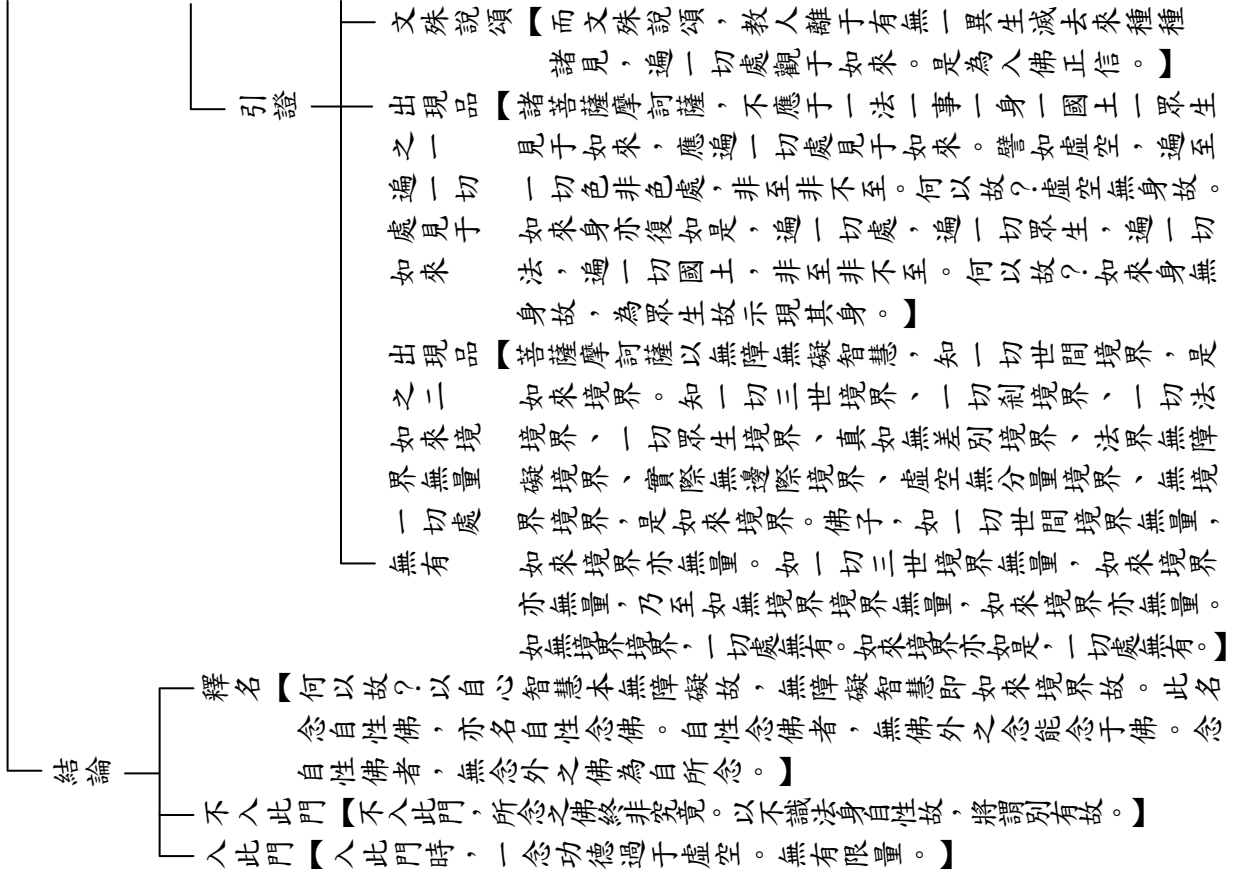 引證
文殊說頌【而文殊說頌，教人離于有無一異生滅去來種種
諸見，遍一切處觀于如來。是為入佛正信。】
出現品【諸菩薩摩訶薩，不應于一法一事一身一國土一眾生
之一　見于如來，應遍一切處見于如來。譬如虛空，遍至
遍一切　一切色非色處，非至非不至。何以故？虛空無身故。
處見于　如來身亦復如是，遍一切處，遍一切眾生，遍一切
如來　法，遍一切國土，非至非不至。何以故？如來身無
身故，為眾生故示現其身。】
出現品【菩薩摩訶薩以無障無礙智慧，知一切世間境界，是
之二　如來境界。知一切三世境界、一切剎境界、一切法
如來境　境界、一切眾生境界、真如無差別境界、法界無障
界無量　礙境界、實際無邊際境界、虛空無分量境界、無境
一切處　界境界，是如來境界。佛子，如一切世間境界無量，
無有　如來境界亦無量。如一切三世境界無量，如來境界
亦無量，乃至如無境界境界無量，如來境界亦無量。
如無境界境界，一切處無有。如來境界亦如是，一切處無有。】
結論
釋名【何以故？以自心智慧本無障礙故，無障礙智慧即如來境界故。此名
念自性佛，亦名自性念佛。自性念佛者，無佛外之念能念于佛。念
自性佛者，無念外之佛為自所念。】
不入此門【不入此門，所念之佛終非究竟。以不識法身自性故，將謂別有故。】
入此門【入此門時，一念功德過于虛空。無有限量。】